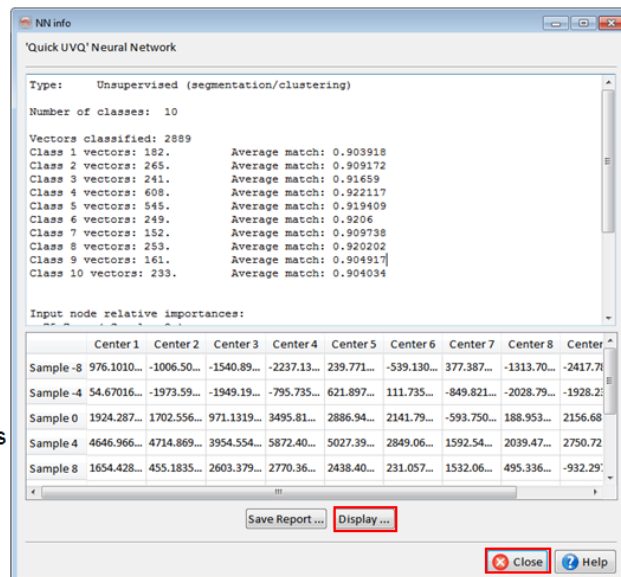 NN info
'Quick UVQ' Neural Network
Type: Unsupervised (segmentation/clustering)
Number of classes: 10
Vectors classified: 2889
Class 1 vectors: 182. Average match: 0.903918
Class 2 vectors: 265. Average match: 0.909172
Class 3 vectors: 241. Average match: 0.91659
Class 4 vectors: 608. Average match: 0.922117
Class 5 vectors: 545. Average match: 0.919409
Class 6 vectors: 249. Average match: 0.9206
Class 7 vectors: 152. Average match: 0.909738
Class 8 vectors: 253. Average match: 0.920202
Class 9 vectors: 161. Average match: 0.904917
Class 10 vectors: 233. Average match: 0.904034
Input node relative importances:
Center 1 Center 2 Center 3 Center 4 Center 5 Center 6 Center 7 Center 8 Center
Sample -8 976.1010... -1006.50... -1540.89... -2237.13... 239.771... -539.130... 377.387... -1313.70... -2417.78
Sample -4 54.67016... -1973.59... -1949.19... -795.735... 621.897... 111.735... -849.821... -2028.79... -1928.23
Sample 0 1924.287... 1702.556... 971.1319... 3495.81... 2886.94... 2141.79... -593.750... 188.953... 2156.68
s
Sample 4 4646.966... 4714.869... 3954.554... 5872.40... 5027.39... 2849.06... 1592.54... 2039.47... 2750.72
Sample 8 1654.428... 455.1835... 2603.379... 2770.36... 2438.40... 231.057... 1532.06... 495.336... -932.297
Save Report ... Display ...
Close Help